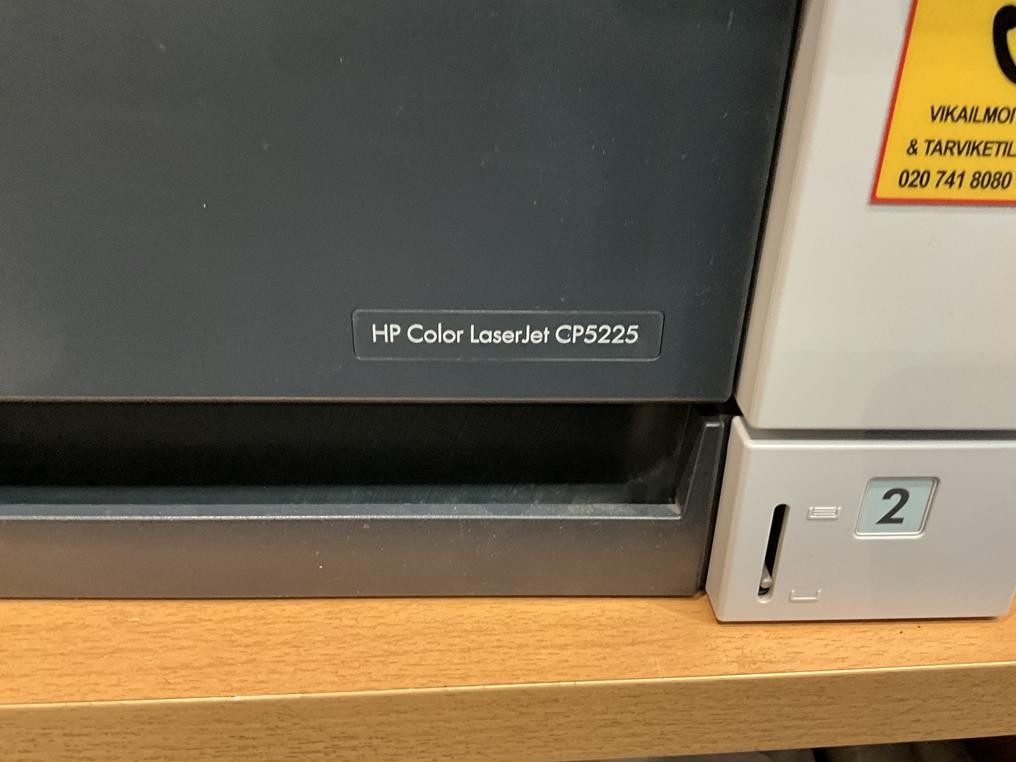 VIKAILMOI
& TARVIKETIL
020 741 8080
HP Color LaserJet CP5225
2